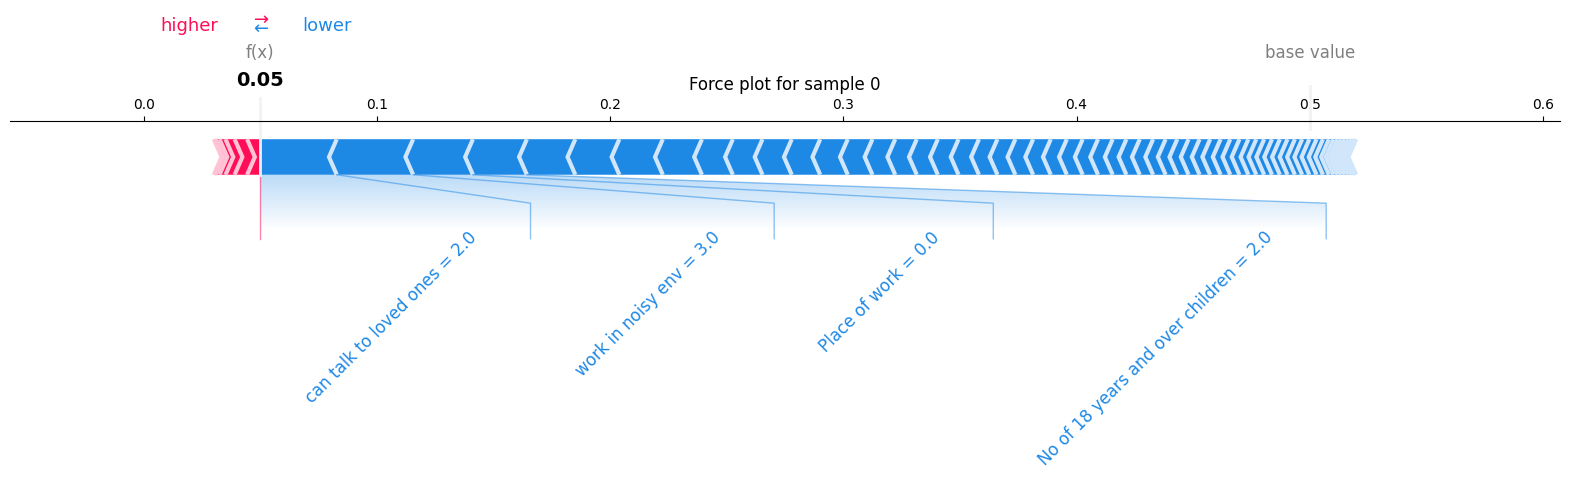 higher ⇄ lower
f(x)
base value
0.05
Force plot for sample 0
0.0 0.1 0.2 0.3 0.4 0.5 0.6
can talk to loved ones = 2.0
work in noisy env = 3.0
Place of work = 0.0
No of 18 years and over children = 2.0